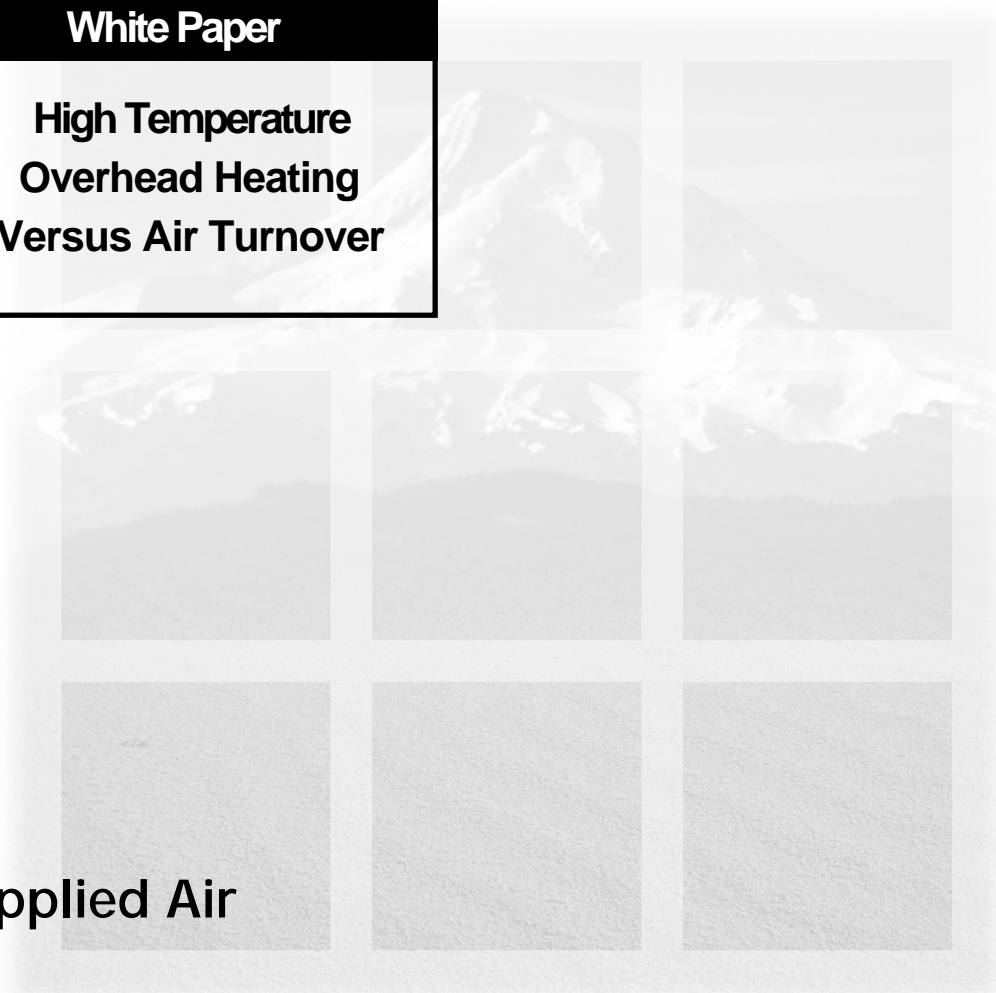 White Paper
High Temperature
Overhead Heating
Versus Air Turnover
pplied Air